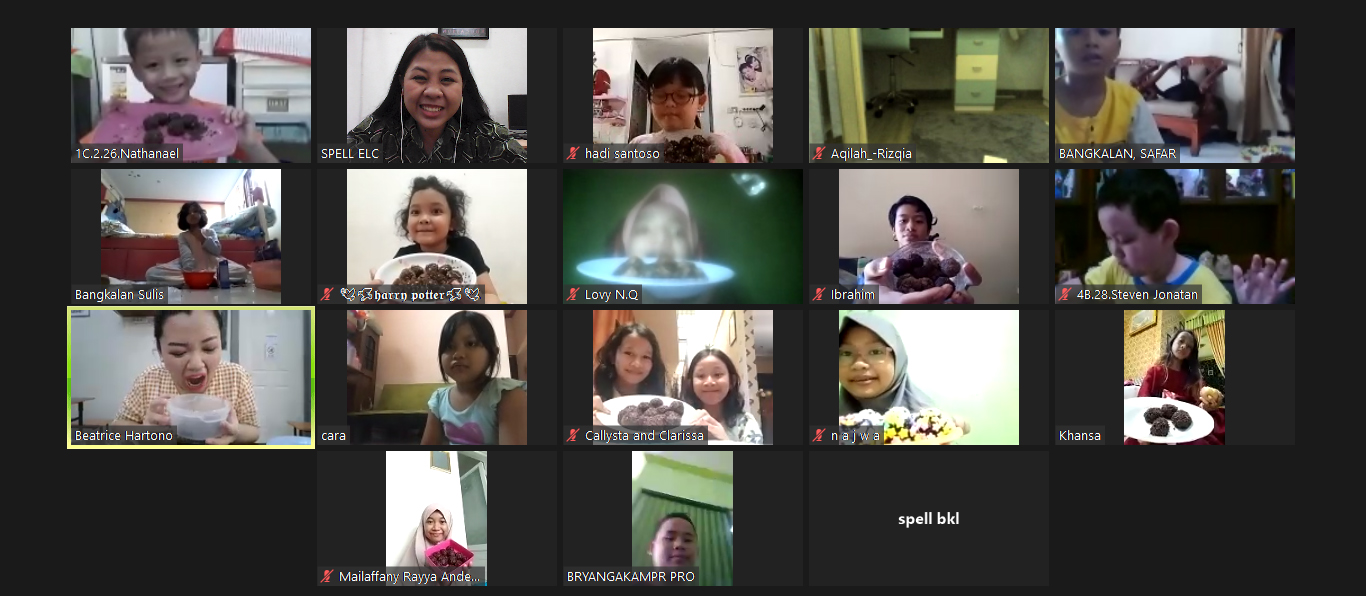 1C.2.26.Nathanael
SPELL ELC
hadi santoso
Aqilah_-Rizqia
BANGKALAN, SAFAR
Bangkalan Sulis
🕊️𝖍𝖆𝖗𝖗𝖞 𝖕𝖔𝖙𝖙𝖊𝖗🕊️
Lovy N.Q
Ibrahim
4B.28.Steven Jonatan
Beatrice Hartono
cara
Callysta and Clarissa
n a j w a
Khansa
Mailaffany Rayya Ande...
BRYANGAKAMPR PRO
spell bkl